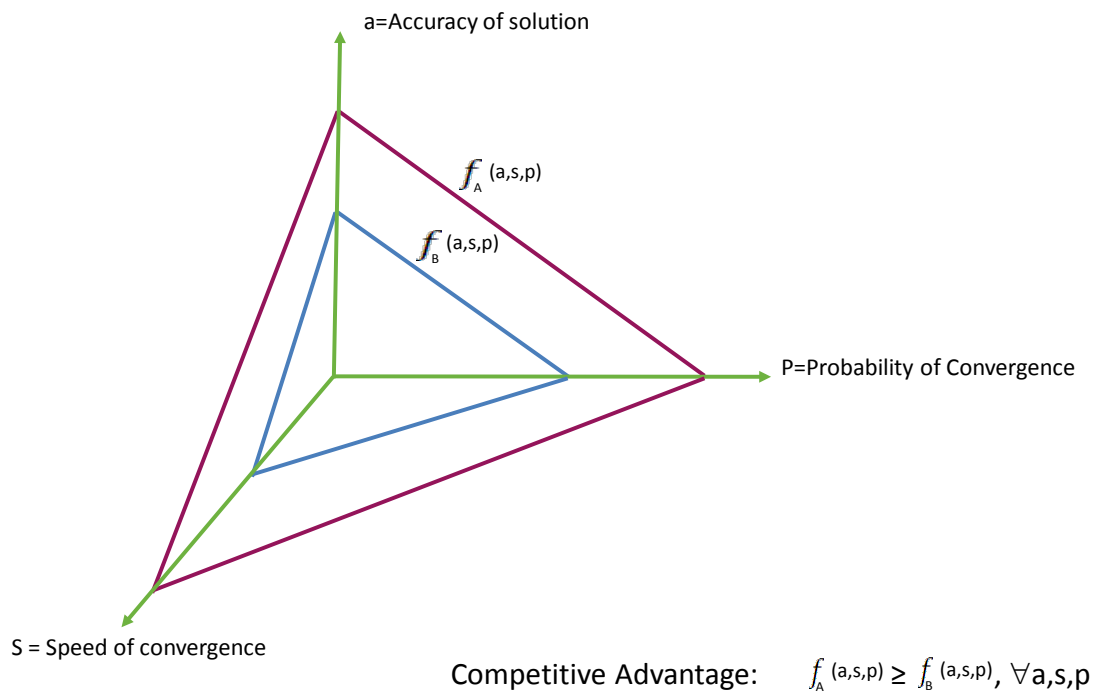 a=Accuracy of solution
f_A (a,s,p)
f_B (a,s,p)
P=Probability of Convergence
S = Speed of convergence
Competitive Advantage: f_A (a,s,p) ≥ f_B (a,s,p), ∀a,s,p